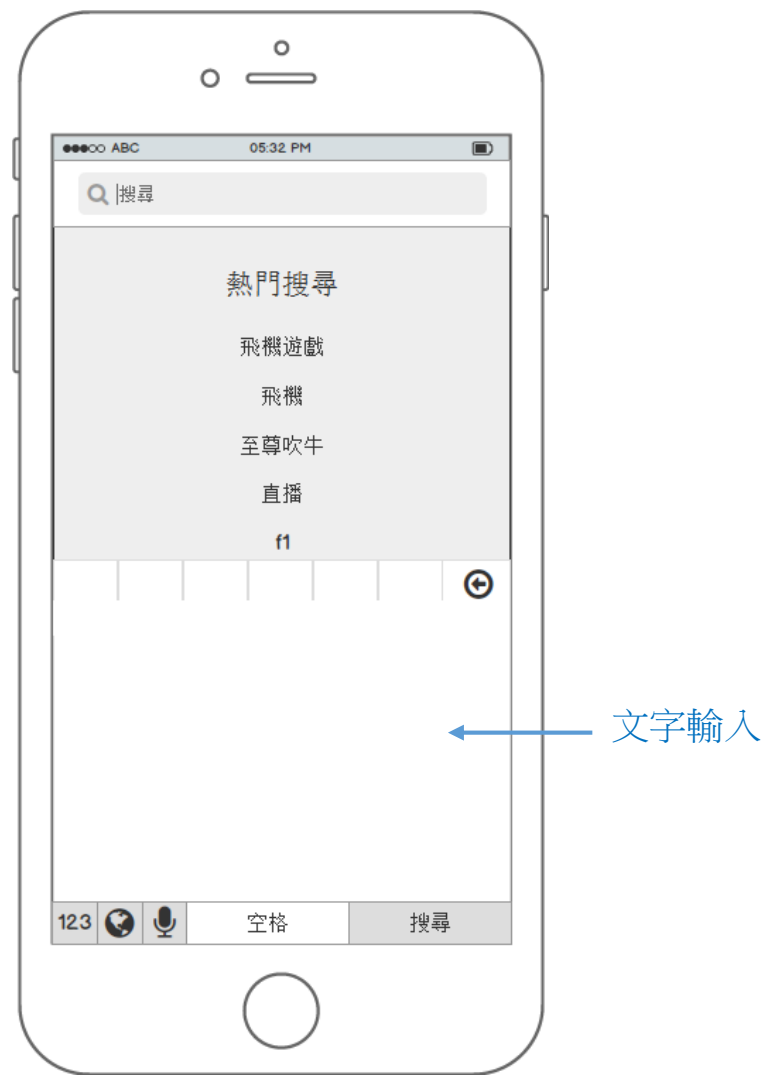 ABC 05:32 PM
搜尋
熱門搜尋
飛機遊戲
飛機
至尊吹牛
直播
f1
文字輸入
123 空格 搜尋